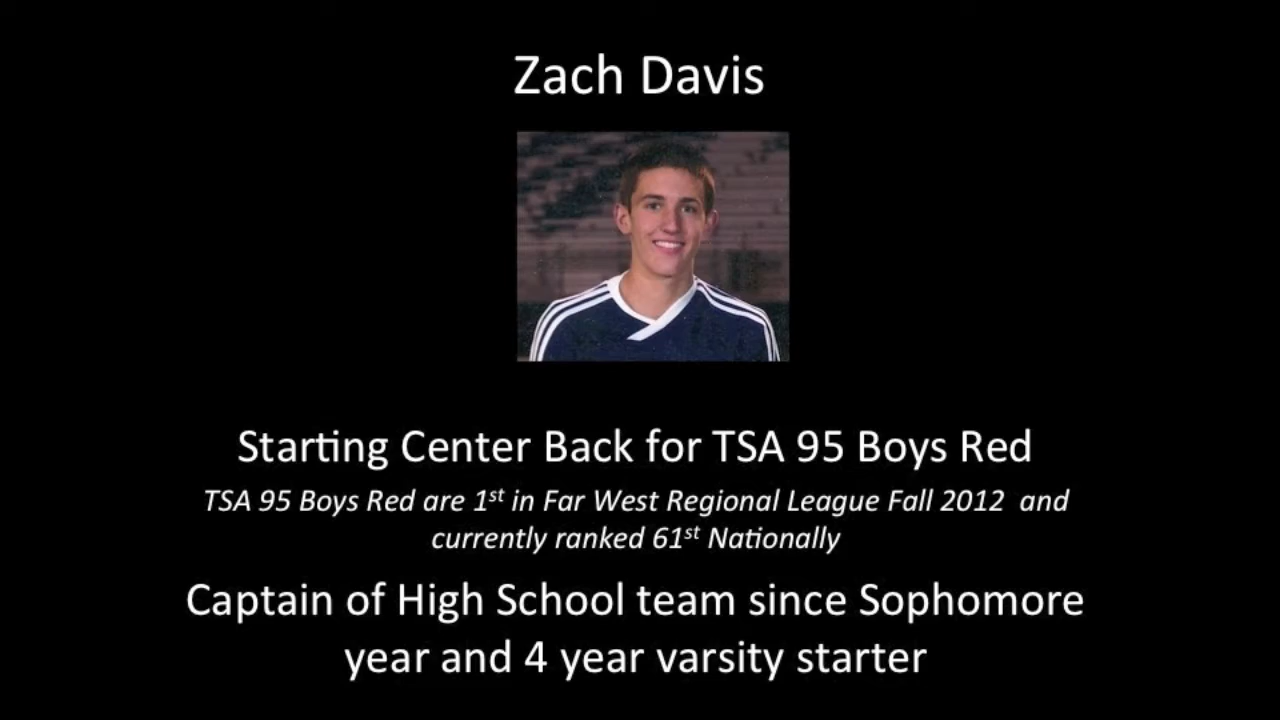 Zach Davis
Starting Center Back for TSA 95 Boys Red
TSA 95 Boys Red are 1st in Far West Regional League Fall 2012 and
currently ranked 61st Nationally
Captain of High School team since Sophomore
year and 4 year varsity starter